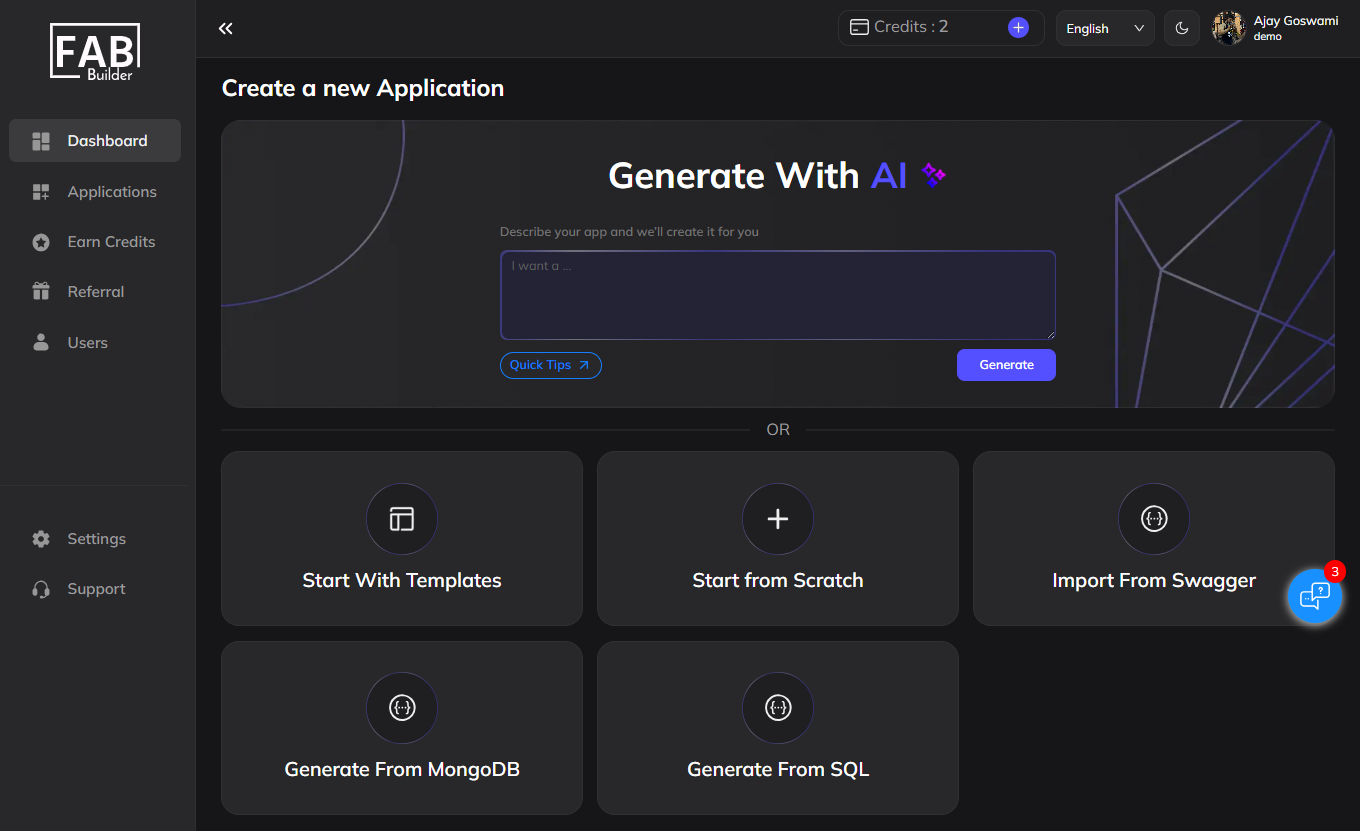 FAB
Builder
Credits : 2
English
Ajay Goswami
demo
Dashboard
Applications
Earn Credits
Referral
Users
Settings
Support
Create a new Application
Generate With AI
Describe your app and we'll create it for you
I want a ...
Quick Tips
Generate
OR
Start With Templates
Start from Scratch
Import From Swagger
3
Generate From MongoDB
Generate From SQL